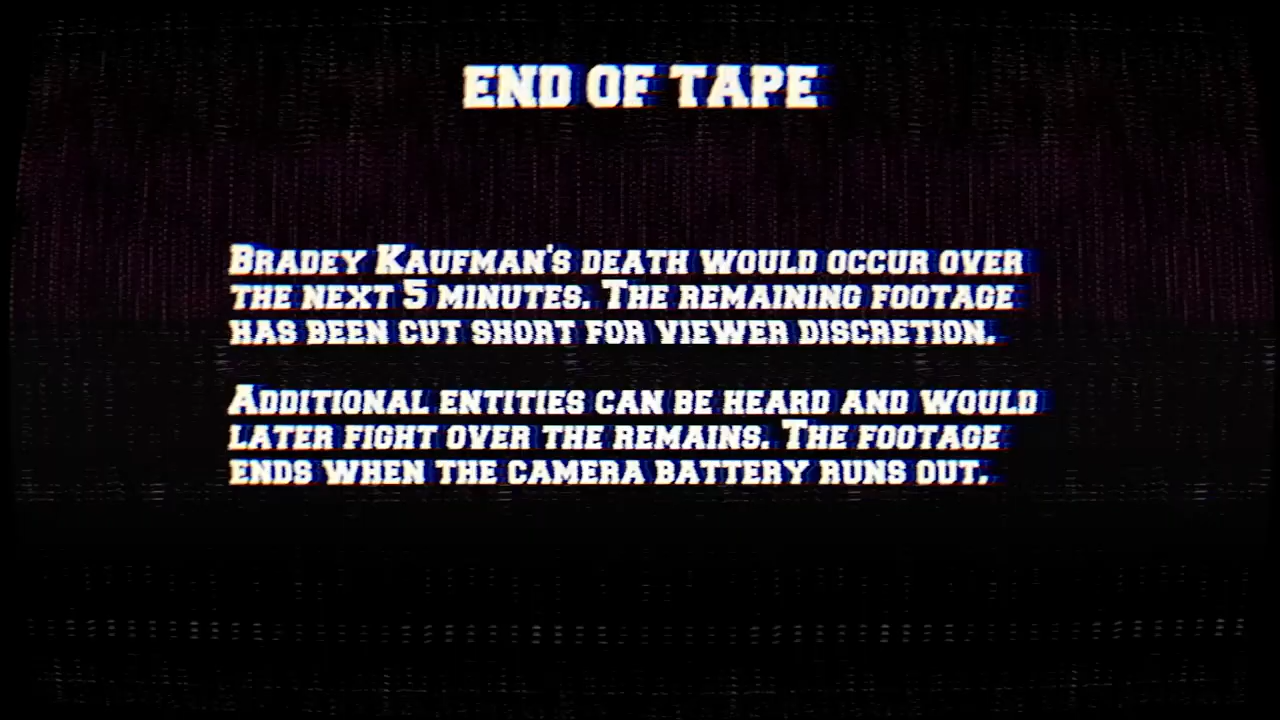 END OF TAPE
BRADEY KAUFMAN'S DEATH WOULD OCCUR OVER
THE NEXT 5 MINUTES. THE REMAINING FOOTAGE
HAS BEEN CUT SHORT FOR VIEWER DISCRETION.
ADDITIONAL ENTITIES CAN BE HEARD AND WOULD
LATER FIGHT OVER THE REMAINS. THE FOOTAGE
ENDS WHEN THE CAMERA BATTERY RUNS OUT.